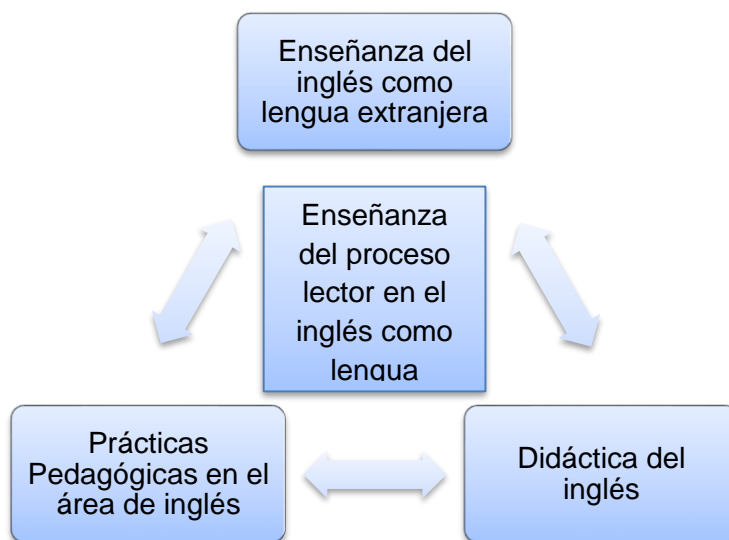 Enseñanza del
inglés como
lengua extranjera
Enseñanza
del proceso
lector en el
inglés como
lengua
Prácticas
Pedagógicas en el
área de inglés
Didáctica del
inglés